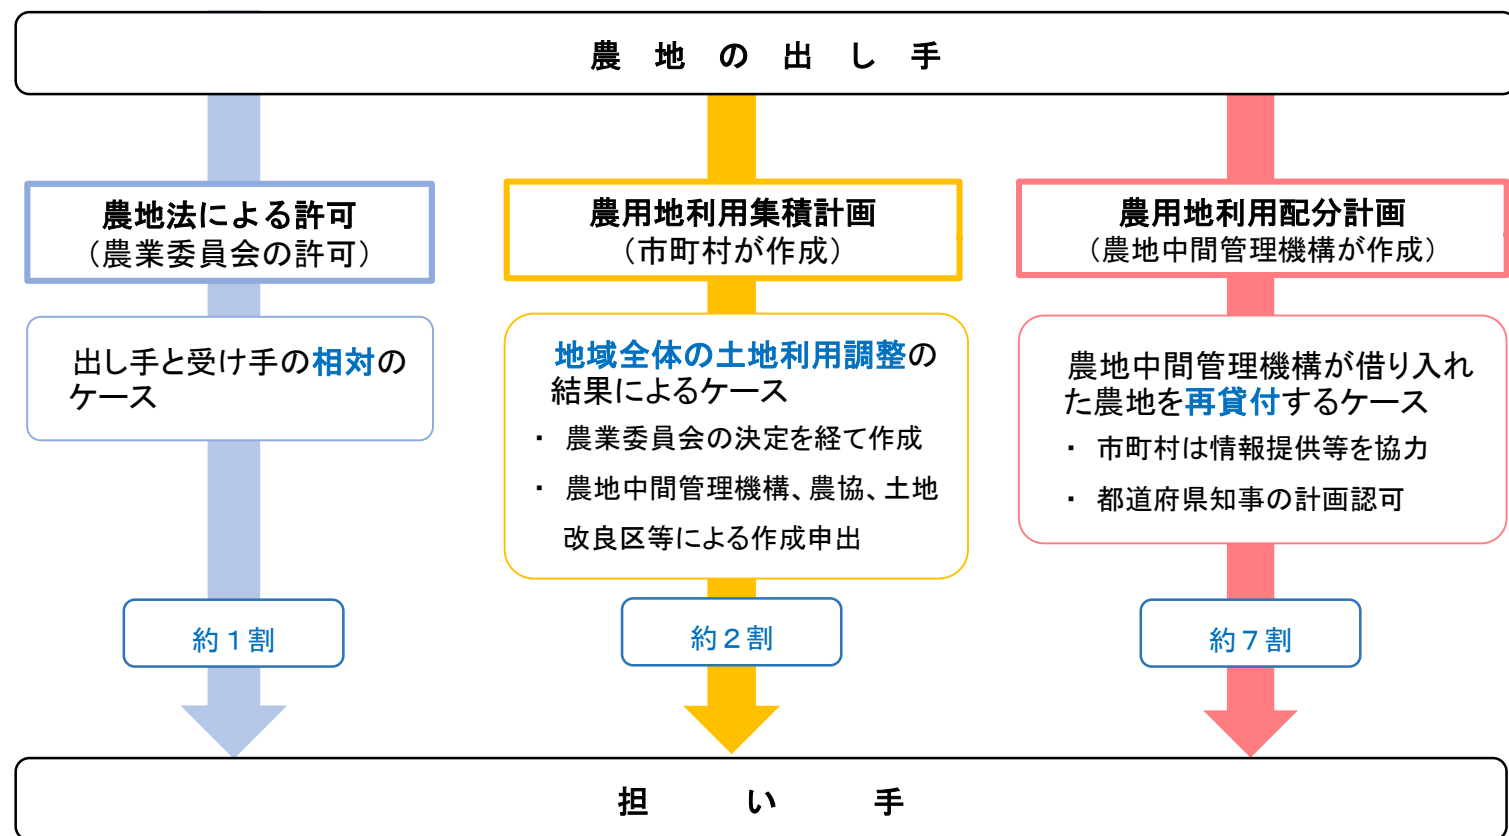 農地の出し手
農地法による許可
（農業委員会の許可）
出し手と受け手の相対の
ケース
約１割
農用地利用集積計画
（市町村が作成）
地域全体の土地利用調整の
結果によるケース
・ 農業委員会の決定を経て作成
・ 農地中間管理機構、農協、土地
改良区等による作成申出
約２割
農用地利用配分計画
（農地中間管理機構が作成）
農地中間管理機構が借り入れ
た農地を再貸付するケース
・ 市町村は情報提供等を協力
・ 都道府県知事の計画認可
約７割
担い手